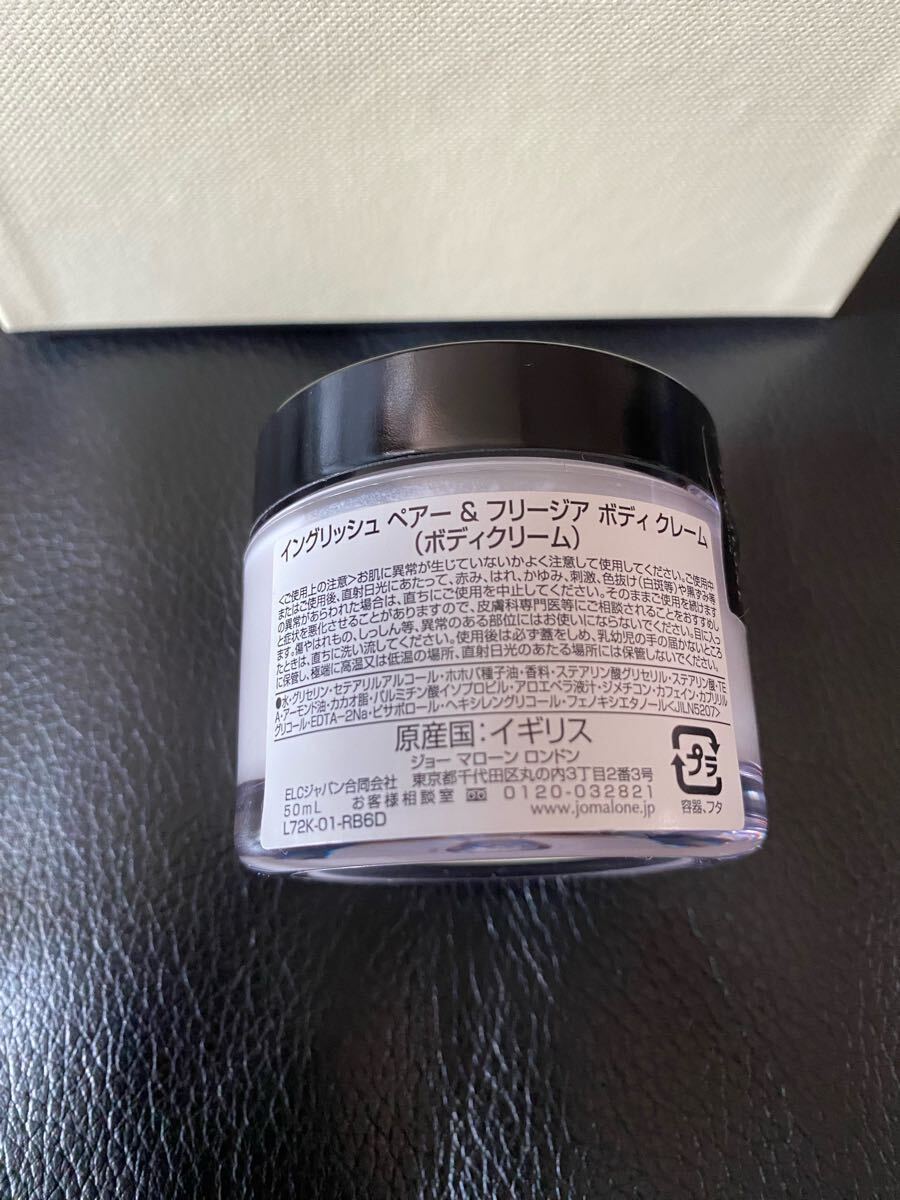 イングリッシュ ペアー & フリージア ボディ クレーム
(ボディクリーム)
<ご使用上の注意>お肌に異常が生じていないかよく注意して使用してください。ご使用中
またはご使用後、直射日光にあたって、赤み、はれ、かゆみ、刺激、色抜け(白斑等)や黒ずみ等
の異常があらわれた場合は、直ちにご使用を中止してください。そのままご使用を続けます
と症状を悪化させることがありますので、皮膚科専門医等にご相談されることをおすすめし
ます。傷やはれもの、しっしん等、異常のある部位にはお使いにならないでください。目に入っ
たときは、直ちに洗い流してください。使用後は必ず蓋をしめ、乳幼児の手の届かないところ
に保管し、極端に高温又は低温の場所、直射日光のあたる場所には保管しないでください。
●水・グリセリン・セテアリルアルコール・ホホバ種子油・香料・ステアリン酸グリセリル・ステアリン酸・TE
A・アーモンド油・カカオ脂・パルミチン酸イソプロピル・アロエベラ液汁・ジメチコン・カフェイン・カプリリル
グリコール・EDTA-2Na・ビサボロール・ヘキシレングリコール・フェノキシエタノール<JILN5207>
原産国:イギリス
ジョー マローン ロンドン
ELCジャパン合同会社 東京都千代田区丸の内3丁目2番3号
50mL お客様相談室 0120-032821
L72K-01-RB6D www.jomalone.jp
プラ
容器、フタ